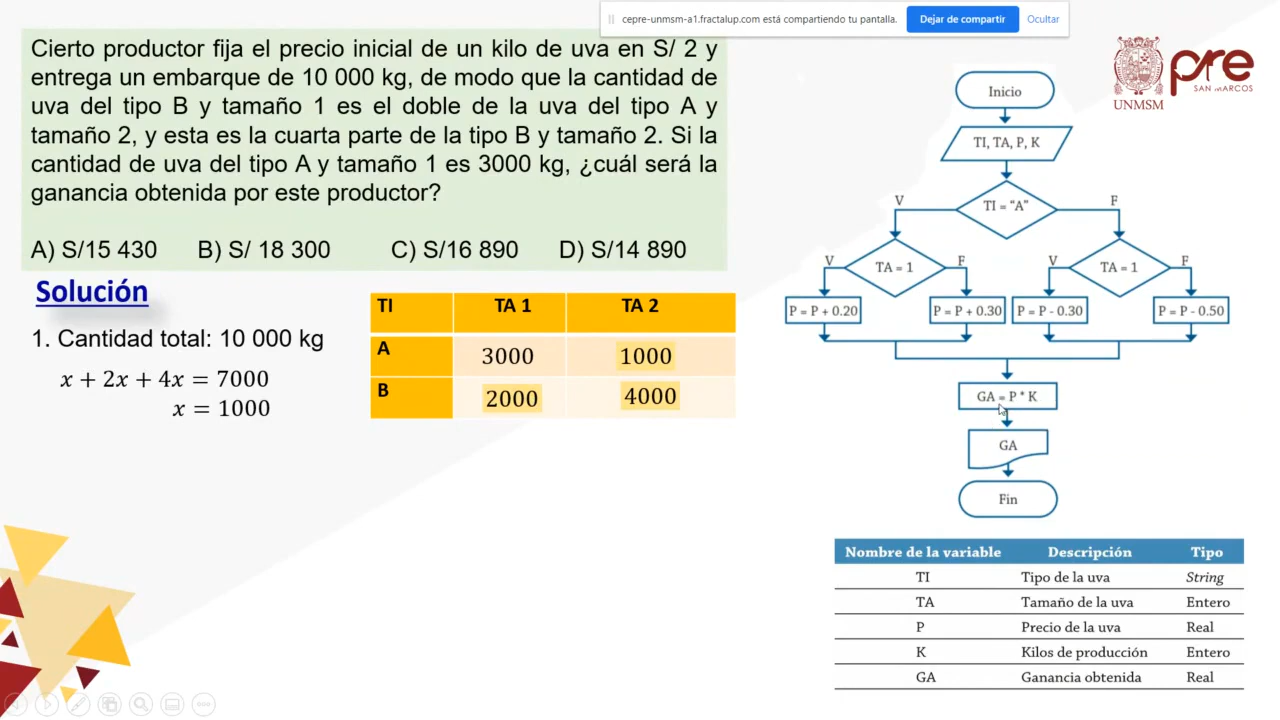 cepre-unmsm-a1.fractalup.com está compartiendo tu pantalla.
Dejar de compartir
Ocultar
Cierto productor fija el precio inicial de un kilo de uva en S/ 2 y
entrega un embarque de 10 000 kg, de modo que la cantidad de
uva del tipo B y tamaño 1 es el doble de la uva del tipo A y
tamaño 2, y esta es la cuarta parte de la tipo B y tamaño 2. Si la
cantidad de uva del tipo A y tamaño 1 es 3000 kg, ¿cuál será la
ganancia obtenida por este productor?
A) S/15 430 B) S/ 18 300 C) S/16 890 D) S/14 890
Solución
1. Cantidad total: 10 000 kg
x + 2x + 4x = 7000
x = 1000
TI TA 1 TA 2
A 3000 1000
B 2000 4000
UNMSM
pre
SAN MARCOS
Inicio
TI, TA, P, K
V TI = "A" F
V TA = 1 F V TA = 1 F
P = P + 0.20 P = P + 0.30 P = P - 0.30 P = P - 0.50
GA = P * K
GA
Fin
Nombre de la variable Descripción Tipo
TI Tipo de la uva String
TA Tamaño de la uva Entero
P Precio de la uva Real
K Kilos de producción Entero
GA Ganancia obtenida Real